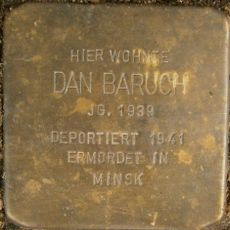 HIER WOHNTE
DAN BARUCH
JG. 1939
DEPORTIERT 1941
ERMORDET IN
MINSK